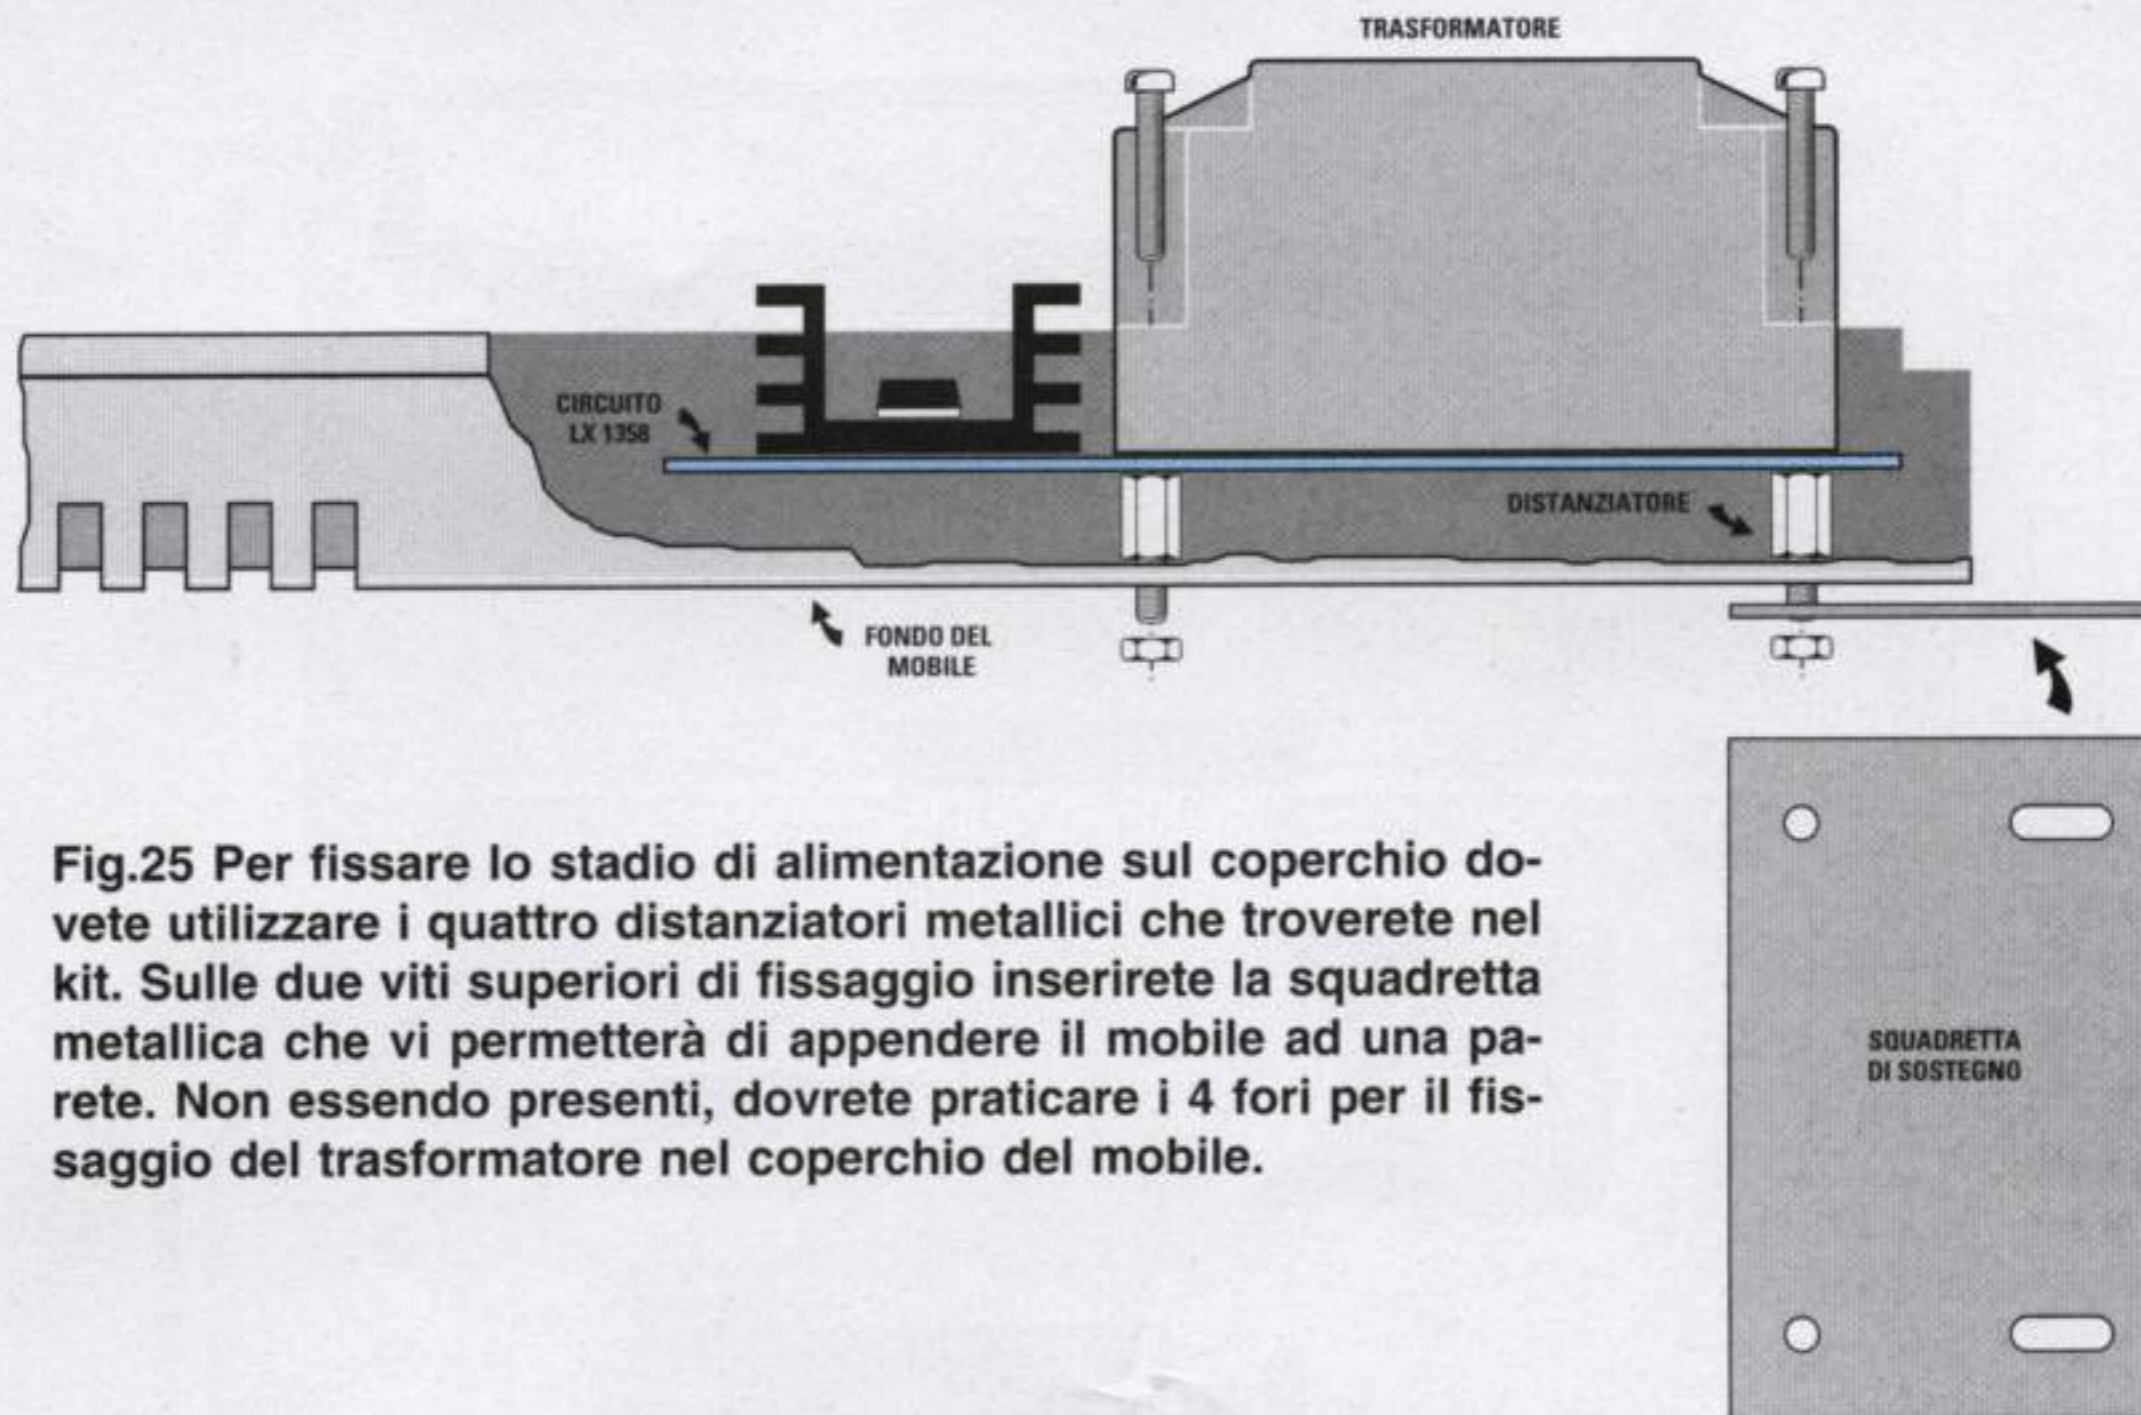 TRASFORMATORE
CIRCUITO
LX 1358
DISTANZIATORE
FONDO DEL
MOBILE
Fig.25 Per fissare lo stadio di alimentazione sul coperchio do-
vete utilizzare i quattro distanziatori metallici che troverete nel
kit. Sulle due viti superiori di fissaggio inserirete la squadretta
metallica che vi permetterà di appendere il mobile ad una pa-
rete. Non essendo presenti, dovrete praticare i 4 fori per il fis-
saggio del trasformatore nel coperchio del mobile.
SQUADRETTA
DI SOSTEGNO